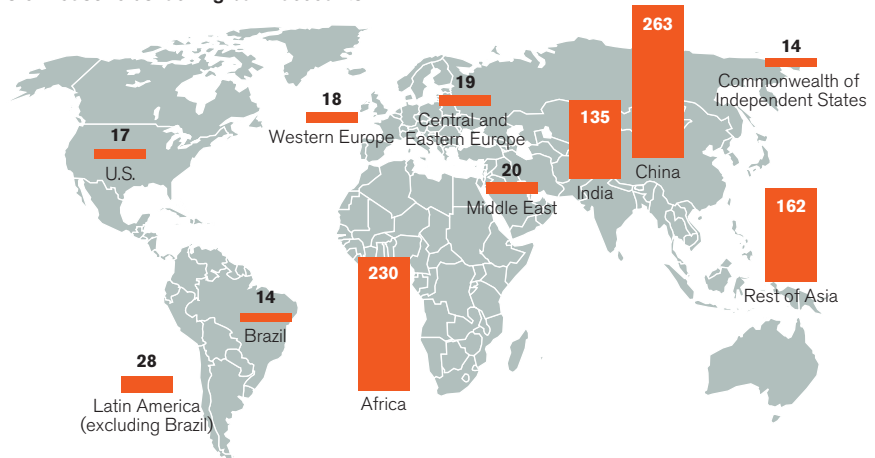 263
14
Commonwealth of
Independent States
19
Central and
Eastern Europe
18
Western Europe
135
India
China
17
U.S.
20
Middle East
162
Rest of Asia
230
Africa
14
Brazil
28
Latin America
(excluding Brazil)